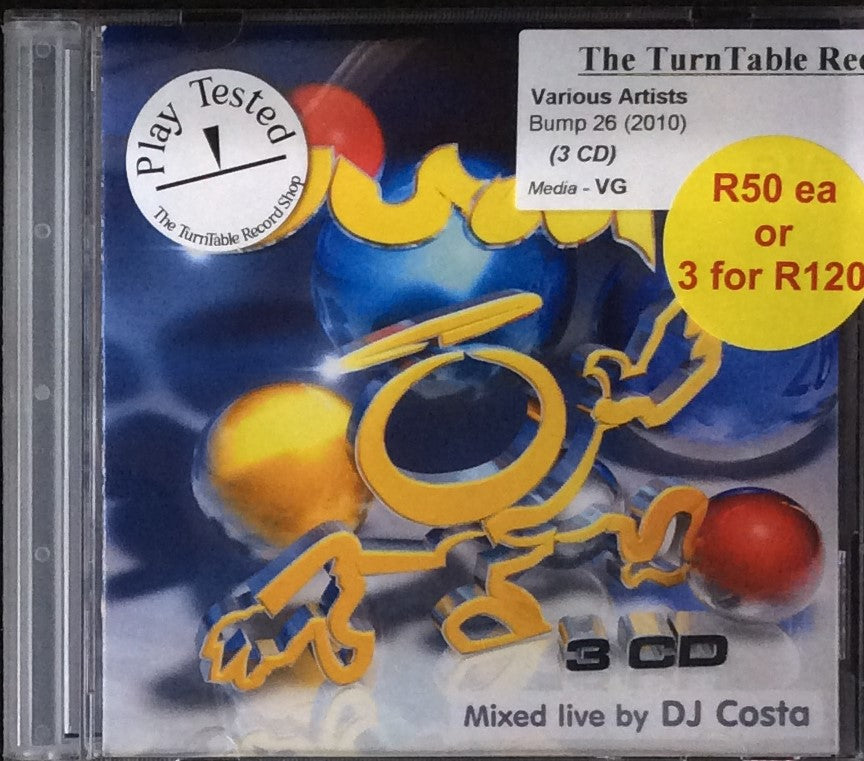 Play Tested
The TurnTable Record Shop
The TurnTable Rec
Various Artists
Bump 26 (2010)
(3 CD)
Media - VG
R50 ea
or
3 for R120
3 CD
Mixed live by DJ Costa